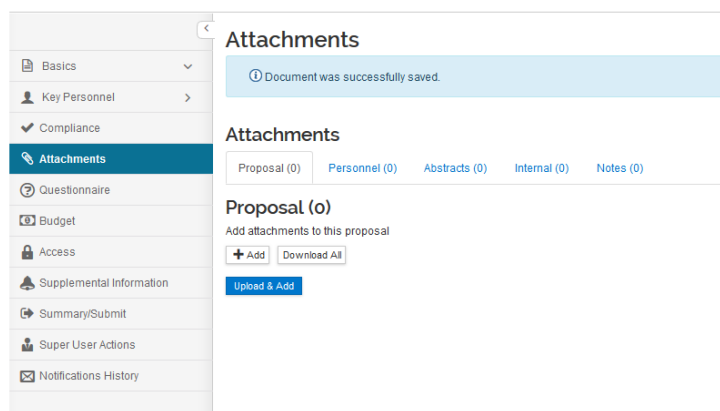 Basics
Key Personnel
Compliance
Attachments
Questionnaire
Budget
Access
Supplemental Information
Summary/Submit
Super User Actions
Notifications History
Attachments
Document was successfully saved.
Attachments
Proposal (0) Personnel (0) Abstracts (0) Internal (0) Notes (0)
Proposal (0)
Add attachments to this proposal
Add Download All
Upload & Add